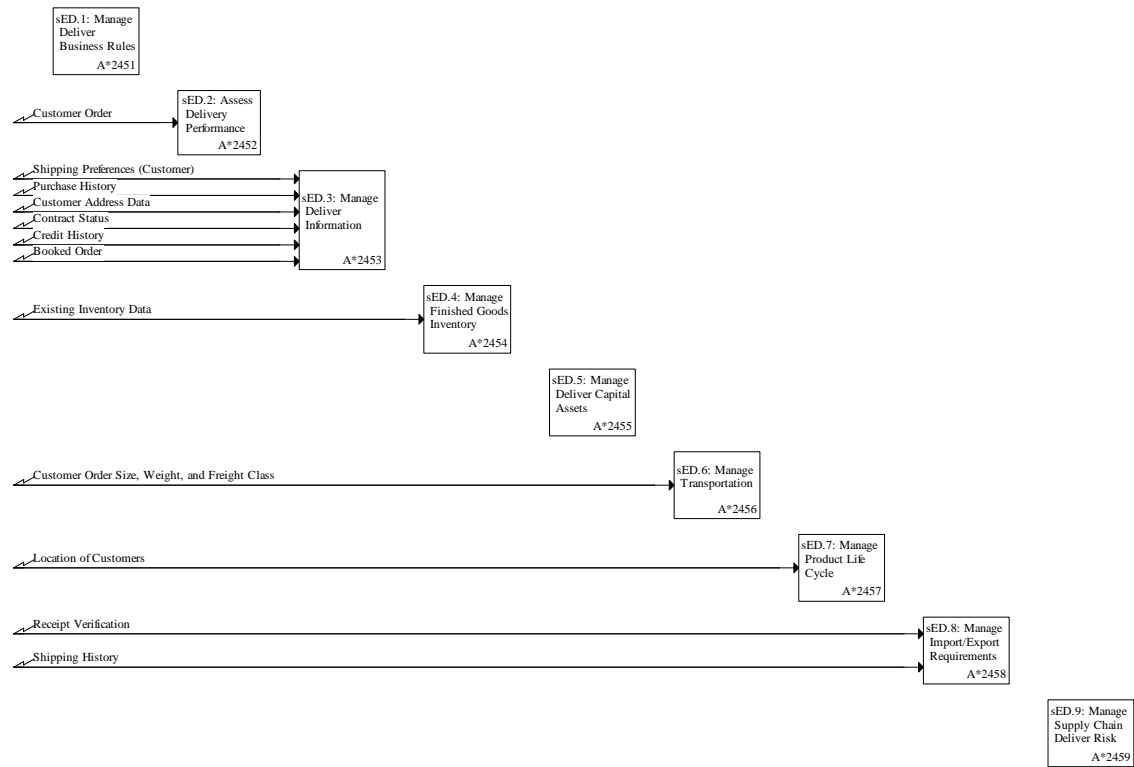 sED.1: Manage
Deliver
Business Rules
A*2451
Customer Order
sED.2: Assess
Delivery
Performance
A*2452
Shipping Preferences (Customer)
Purchase History
Customer Address Data
Contract Status
Credit History
Booked Order
sED.3: Manage
Deliver
Information
A*2453
Existing Inventory Data
sED.4: Manage
Finished Goods
Inventory
A*2454
sED.5: Manage
Deliver Capital
Assets
A*2455
Customer Order Size, Weight, and Freight Class
sED.6: Manage
Transportation
A*2456
Location of Customers
sED.7: Manage
Product Life
Cycle
A*2457
Receipt Verification
Shipping History
sED.8: Manage
Import/Export
Requirements
A*2458
sED.9: Manage
Supply Chain
Deliver Risk
A*2459